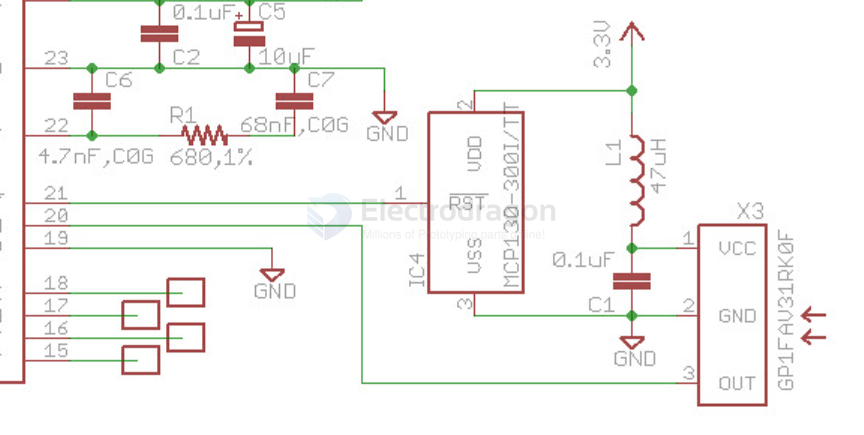 0.1uF
+
C5
C2
10uF
3.3V
23
C6
C7
2
R1
22
68nF,C0G
GND
4.7nF,C0G
680,1%
VDD
MCP130-300I/TT
L1
47uH
21
1
RST
Electrodragon
Millions of Prototyping parts online!
20
X3
19
VSS
0.1uF
1
VCC
IC4
GND
18
17
3
C1
2
GND
GP1FAV31RK0F
16
15
GND
3
OUT